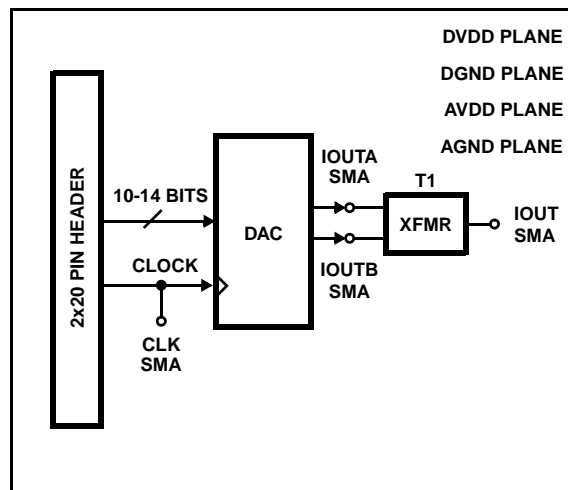 DVDD PLANE
DGND PLANE
AVDD PLANE
AGND PLANE
2x20 PIN HEADER
10-14 BITS
CLOCK
CLK
SMA
DAC
IOUTA
SMA
IOUTB
SMA
T1
XFMR
IOUT
SMA